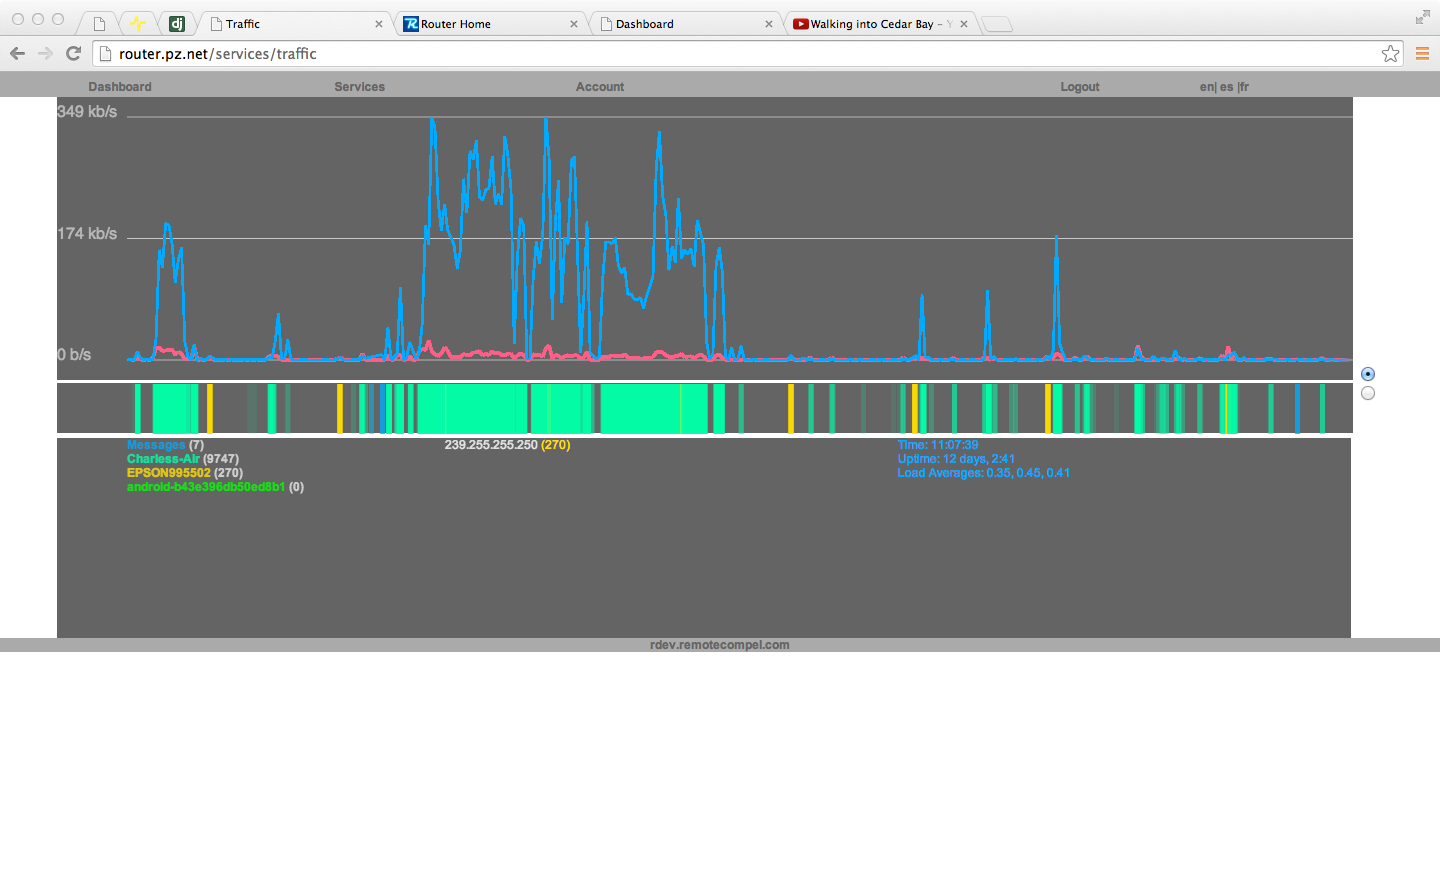 Traffic
Router Home
Dashboard
Walking into Cedar Bay - Y
router.pz.net/services/traffic
Dashboard Services Account Logout en| es |fr
349 kb/s
174 kb/s
0 b/s
Messages (7) 239.255.255.250 (270) Time: 11:07:39
Charless-Air (9747) Uptime: 12 days, 2:41
EPSON995502 (270) Load Averages: 0.35, 0.45, 0.41
android-b43e396db50ed8b1 (0)
rdev.remotecompel.com